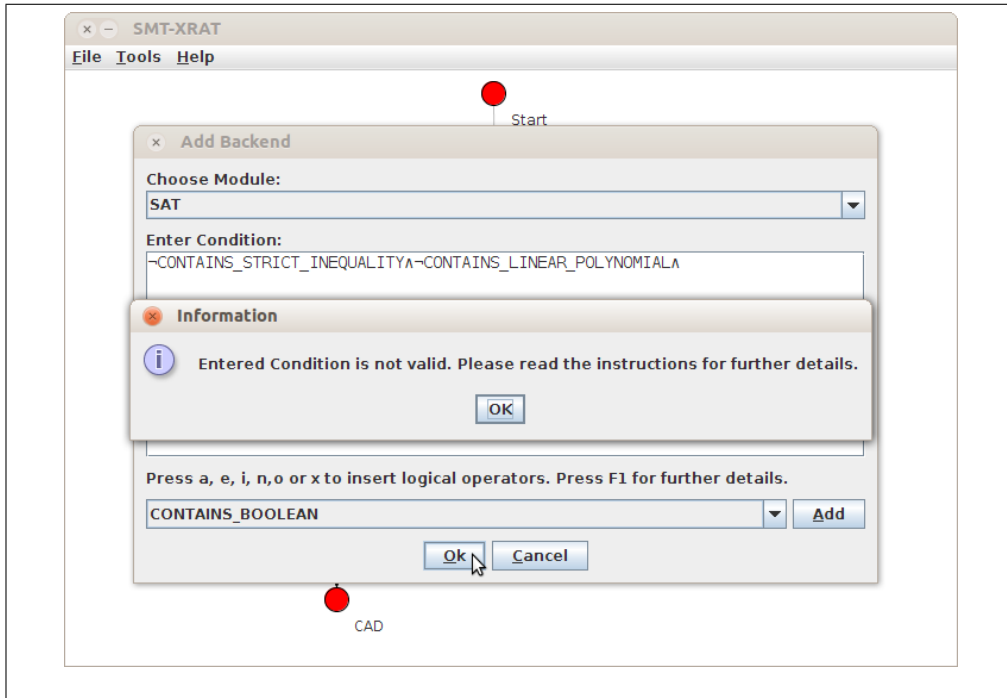 SMT-XRAT
File Tools Help
Start
Add Backend
Choose Module:
SAT
Enter Condition:
¬CONTAINS_STRICT_INEQUALITY∧¬CONTAINS_LINEAR_POLYNOMIAL∧
Information
Entered Condition is not valid. Please read the instructions for further details.
OK
Press a, e, i, n,o or x to insert logical operators. Press F1 for further details.
CONTAINS_BOOLEAN
Add
Ok Cancel
CAD